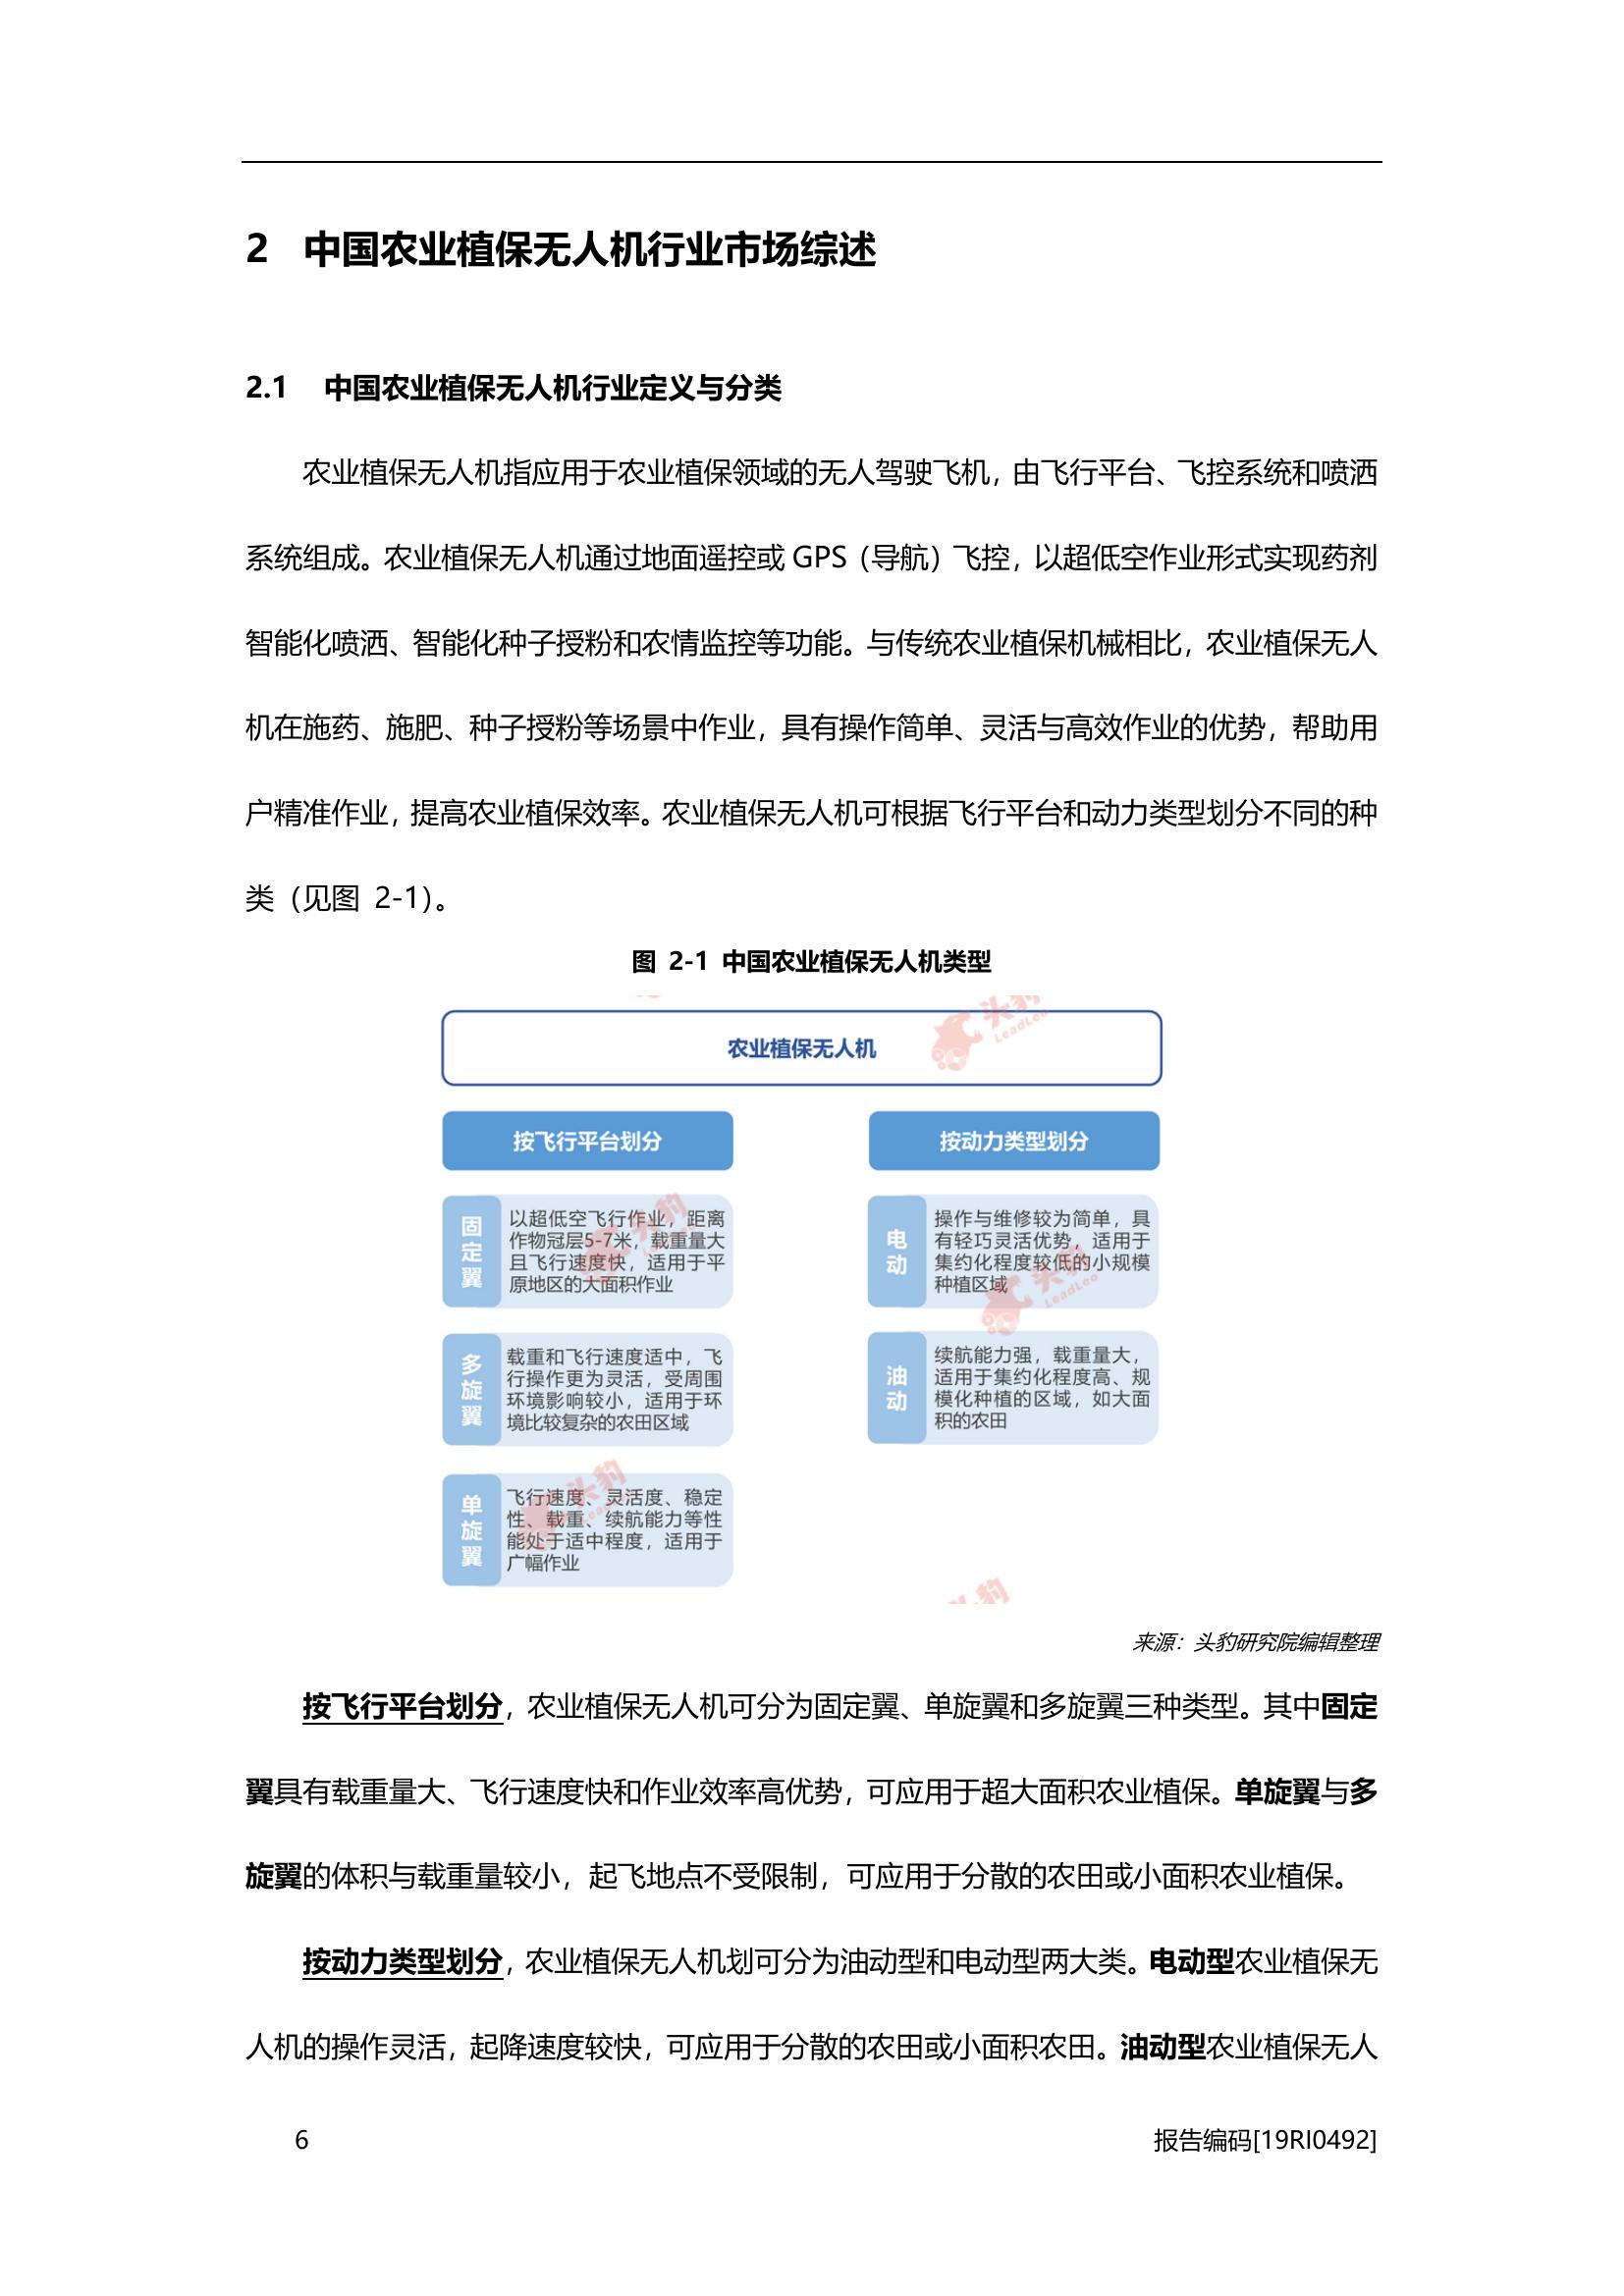 2 中国农业植保无人机行业市场综述
2.1 中国农业植保无人机行业定义与分类
农业植保无人机指应用于农业植保领域的无人驾驶飞机，由飞行平台、飞控系统和喷洒
系统组成。农业植保无人机通过地面遥控或 GPS（导航）飞控，以超低空作业形式实现药剂
智能化喷洒、智能化种子授粉和农情监控等功能。与传统农业植保机械相比，农业植保无人
机在施药、施肥、种子授粉等场景中作业，具有操作简单、灵活与高效作业的优势，帮助用
户精准作业，提高农业植保效率。农业植保无人机可根据飞行平台和动力类型划分不同的种
类（见图 2-1）。
图 2-1 中国农业植保无人机类型
头豹
LeadLeo
农业植保无人机
按飞行平台划分
固定翼
以超低空飞行作业，距离
作物冠层5-7米，载重量大
且飞行速度快，适用于平
原地区的大面积作业
多旋翼
载重和飞行速度适中，飞
行操作更为灵活，受周围
环境影响较小，适用于环
境比较复杂的农田区域
单旋翼
飞行速度、灵活度、稳定
性、载重、续航能力等性
能处于适中程度，适用于
广幅作业
按动力类型划分
电动
操作与维修较为简单，具
有轻巧灵活优势，适用于
集约化程度较低的小规模
种植区域
油动
续航能力强，载重量大，
适用于集约化程度高、规
模化种植的区域，如大面
积的农田
来源：头豹研究院编辑整理
按飞行平台划分，农业植保无人机可分为固定翼、单旋翼和多旋翼三种类型。其中固定
翼具有载重量大、飞行速度快和作业效率高优势，可应用于超大面积农业植保。单旋翼与多
旋翼的体积与载重量较小，起飞地点不受限制，可应用于分散的农田或小面积农业植保。
按动力类型划分，农业植保无人机划可分为油动型和电动型两大类。电动型农业植保无
人机的操作灵活，起降速度较快，可应用于分散的农田或小面积农田。油动型农业植保无人
6
报告编码[19RI0492]